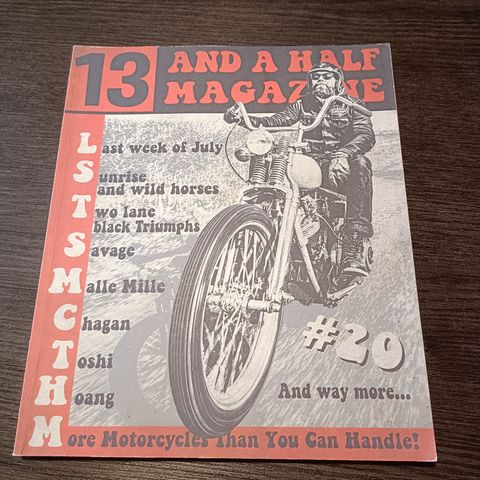 13 AND A HALF
MAGAZINE
Last week of July
Sunrise
and wild horses
Two lane
black Triumphs
Savage
Malle Mille
Chagan
Toshi
Hoang
#20
And way more...
More Motorcycles Than You Can Handle!